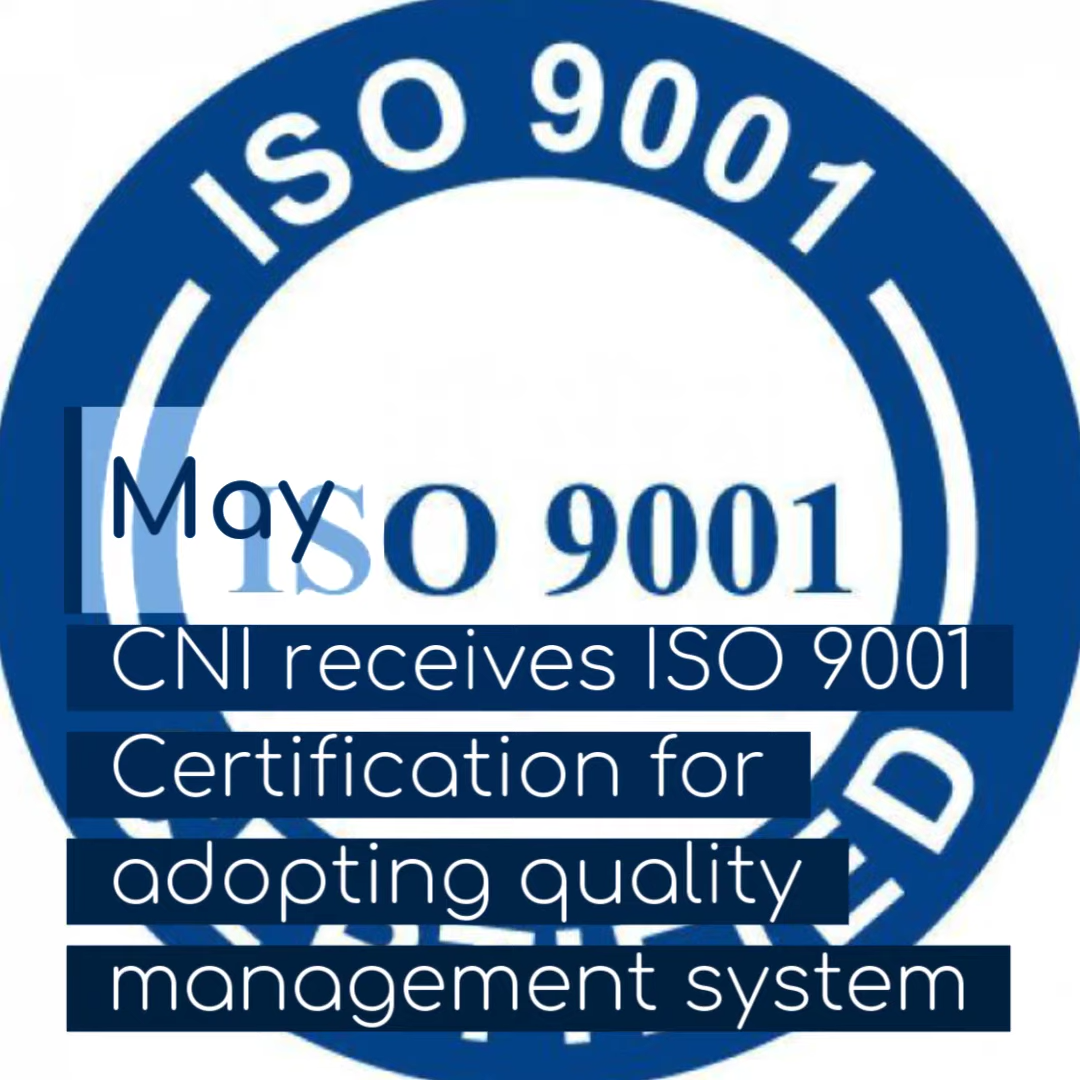 ISO 9001
May
ISO 9001
CNI receives ISO 9001
Certification for
adopting quality
management system